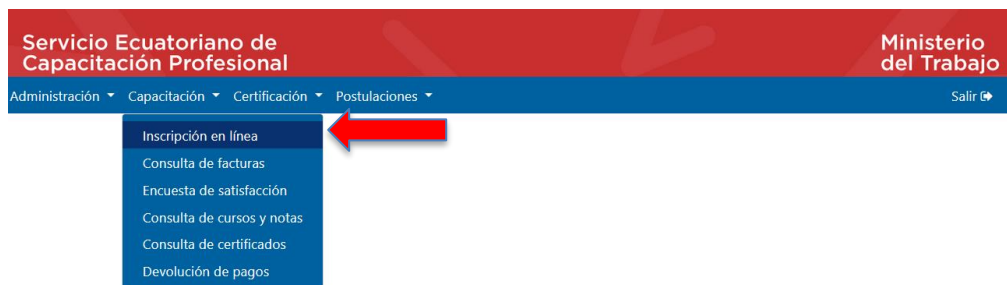 Servicio Ecuatoriano de
Capacitación Profesional
Ministerio
del Trabajo
Administración Capacitación Certificación Postulaciones Salir
Inscripción en línea
Consulta de facturas
Encuesta de satisfacción
Consulta de cursos y notas
Consulta de certificados
Devolución de pagos